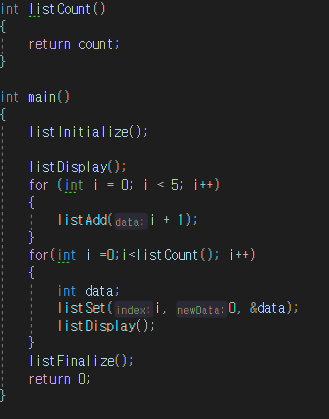 int listCount()
{
return count;
}
int main()
{
listInitialize();
listDisplay();
for (int i = 0; i < 5; i++)
{
listAdd(data: i + 1);
}
for(int i =0;i<listCount(); i++)
{
int data;
listSet(index: i, newData: 0, &data);
listDisplay();
}
listFinalize();
return 0;
}